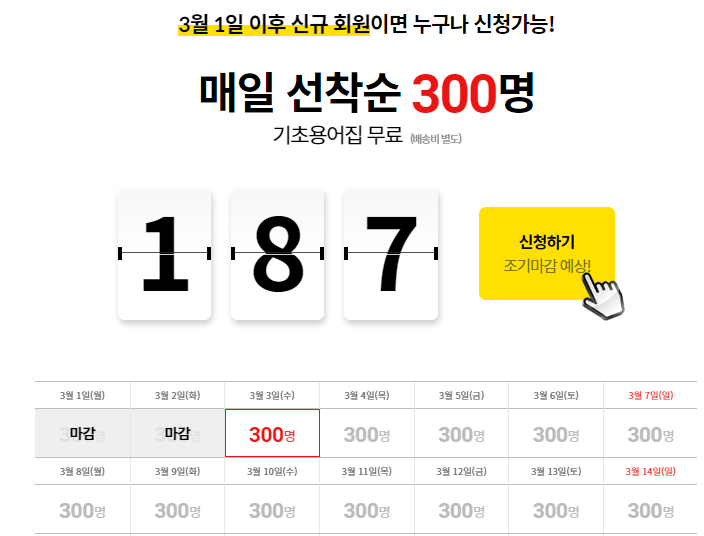 3월 1일 이후 신규 회원이면 누구나 신청가능!
매일 선착순 300명
기초용어집 무료 (배송비 별도)
1 8 7
신청하기
조기마감 예상!
3월 1일(월) 3월 2일(화) 3월 3일(수) 3월 4일(목) 3월 5일(금) 3월 6일(토) 3월 7일(일)
마감 마감 300명 300명 300명 300명 300명
3월 8일(월) 3월 9일(화) 3월 10일(수) 3월 11일(목) 3월 12일(금) 3월 13일(토) 3월 14일(일)
300명 300명 300명 300명 300명 300명 300명